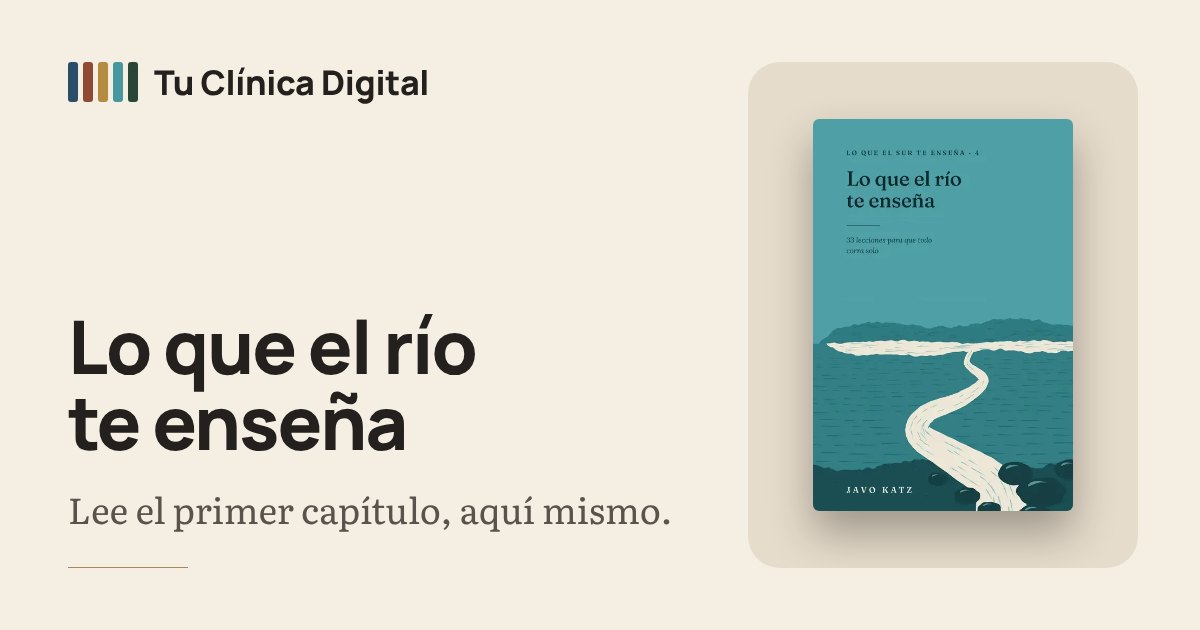 Tu Clínica Digital
Lo que el río
te enseña
Lee el primer capítulo, aquí mismo.
LO QUE EL SUR TE ENSEÑA · 4
Lo que el río
te enseña
33 lecciones para que todo
corra solo
JAVO KATZ